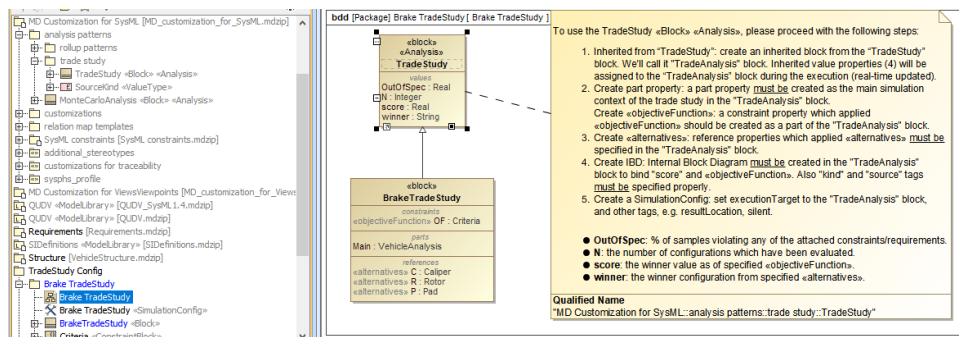 MD Customization for SysML [MD_customization_for_SysML.mdzip]
analysis patterns
rollup patterns
trade study
TradeStudy «Block» «Analysis»
SourceKind «ValueType»
MonteCarloAnalysis «Block» «Analysis»
customizations
relation map templates
SysML constraints [SysML constraints.mdzip]
additional_stereotypes
customizations for traceability
sysphs_profile
MD Customization for ViewsViewpoints [MD_customization_for_Views
QUDV «ModelLibrary» [QUDV_SysML1.4.mdzip]
QUDV «ModelLibrary» [QUDV.mdzip]
Requirements [Requirements.mdzip]
SIDefinitions «ModelLibrary» [SIDefinitions.mdzip]
Structure [VehicleStructure.mdzip]
TradeStudy Config
Brake TradeStudy
Brake TradeStudy
Brake TradeStudy «SimulationConfig»
BrakeTradeStudy «Block»
Criteria «ConstraintBlock»
bdd [Package] Brake TradeStudy [ Brake TradeStudy ]
«block»
«Analysis»
TradeStudy
values
OutOfSpec : Real
N : Integer
score : Real
winner : String
«block»
BrakeTradeStudy
constraints
«objectiveFunction» OF : Criteria
parts
Main : VehicleAnalysis
references
«alternatives» C : Caliper
«alternatives» R : Rotor
«alternatives» P : Pad
To use the TradeStudy «Block» «Analysis», please proceed with the following steps:
1. Inherited from "TradeStudy": create an inherited block from the "TradeStudy"
block. We'll call it "TradeAnalysis" block. Inherited value properties (4) will be
assigned to the "TradeAnalysis" block during the execution (real-time updated).
2. Create part property: a part property must be created as the main simulation
context of the trade study in the "TradeAnalysis" block.
Create «objectiveFunction»: a constraint property which applied
«objectiveFunction» should be created as a part of the "TradeAnalysis" block.
3. Create «alternatives»: reference properties which applied «alternatives» must be
specified in the "TradeAnalysis" block.
4. Create IBD: Internal Block Diagram must be created in the "TradeAnalysis"
block to bind "score" and «objectiveFunction». Also "kind" and "source" tags
must be specified property.
5. Create a SimulationConfig: set executionTarget to the "TradeAnalysis" block,
and other tags, e.g. resultLocation, silent.
● OutOfSpec: % of samples violating any of the attached constraints/requirements.
● N: the number of configurations which have been evaluated.
● score: the winner value as of specified «objectiveFunction».
● winner: the winner configuration from specified «alternatives».
Qualified Name
"MD Customization for SysML::analysis patterns::trade study::TradeStudy"